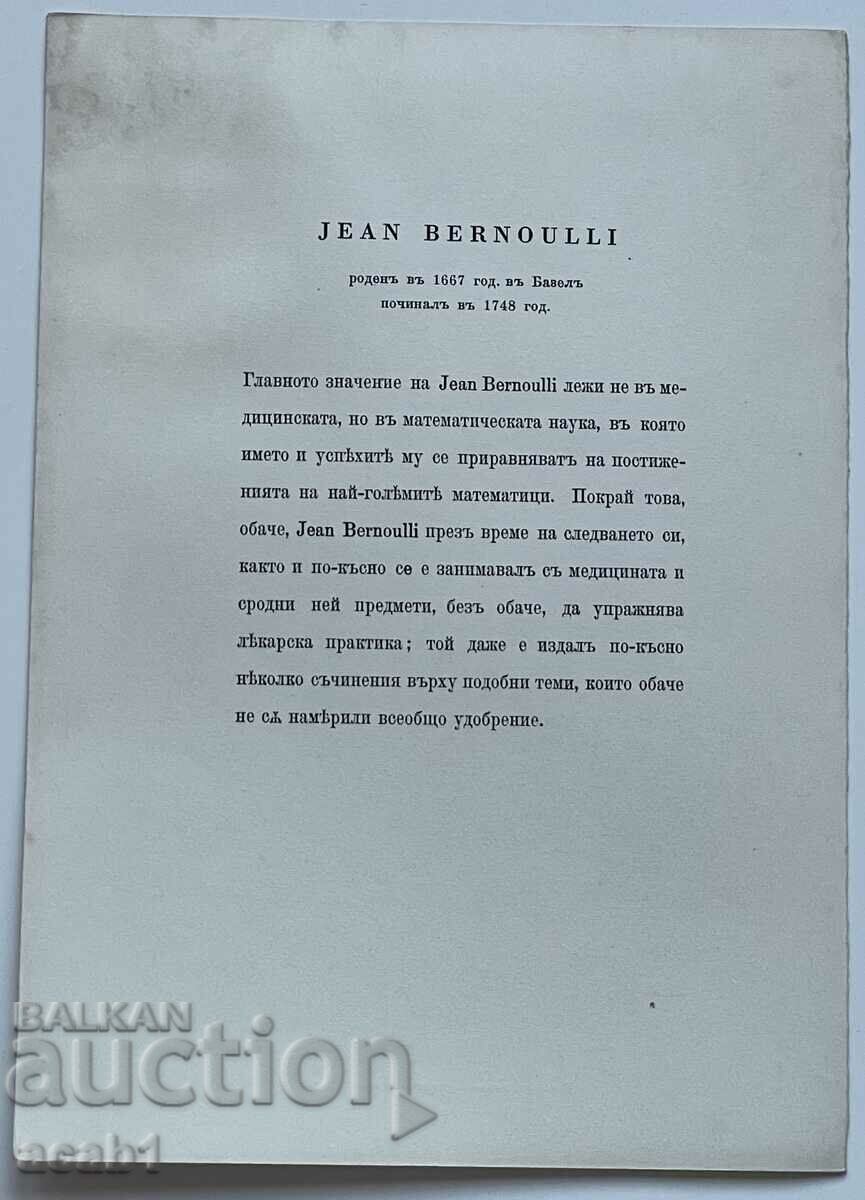 JEAN BERNOULLI
роденъ въ 1667 год. въ Базелъ
починалъ въ 1748 год.
Главното значение на Jean Bernoulli лежи не въ ме-
дицинската, но въ математическата наука, въ която
името и успѣхитѣ му се приравняватъ на постиже-
нията на най-голѣмитѣ математици. Покрай това,
обаче, Jean Bernoulli презъ време на следването си,
както и по-късно се е занимавалъ съ медицината и
сродни ней предмети, безъ обаче, да упражнява
лѣкарска практика; той даже е издалъ по-късно
нѣколко съчинения върху подобни теми, които обаче
не сѫ намѣрили всеобщо удобрение.
BALKAN
auction
acab1